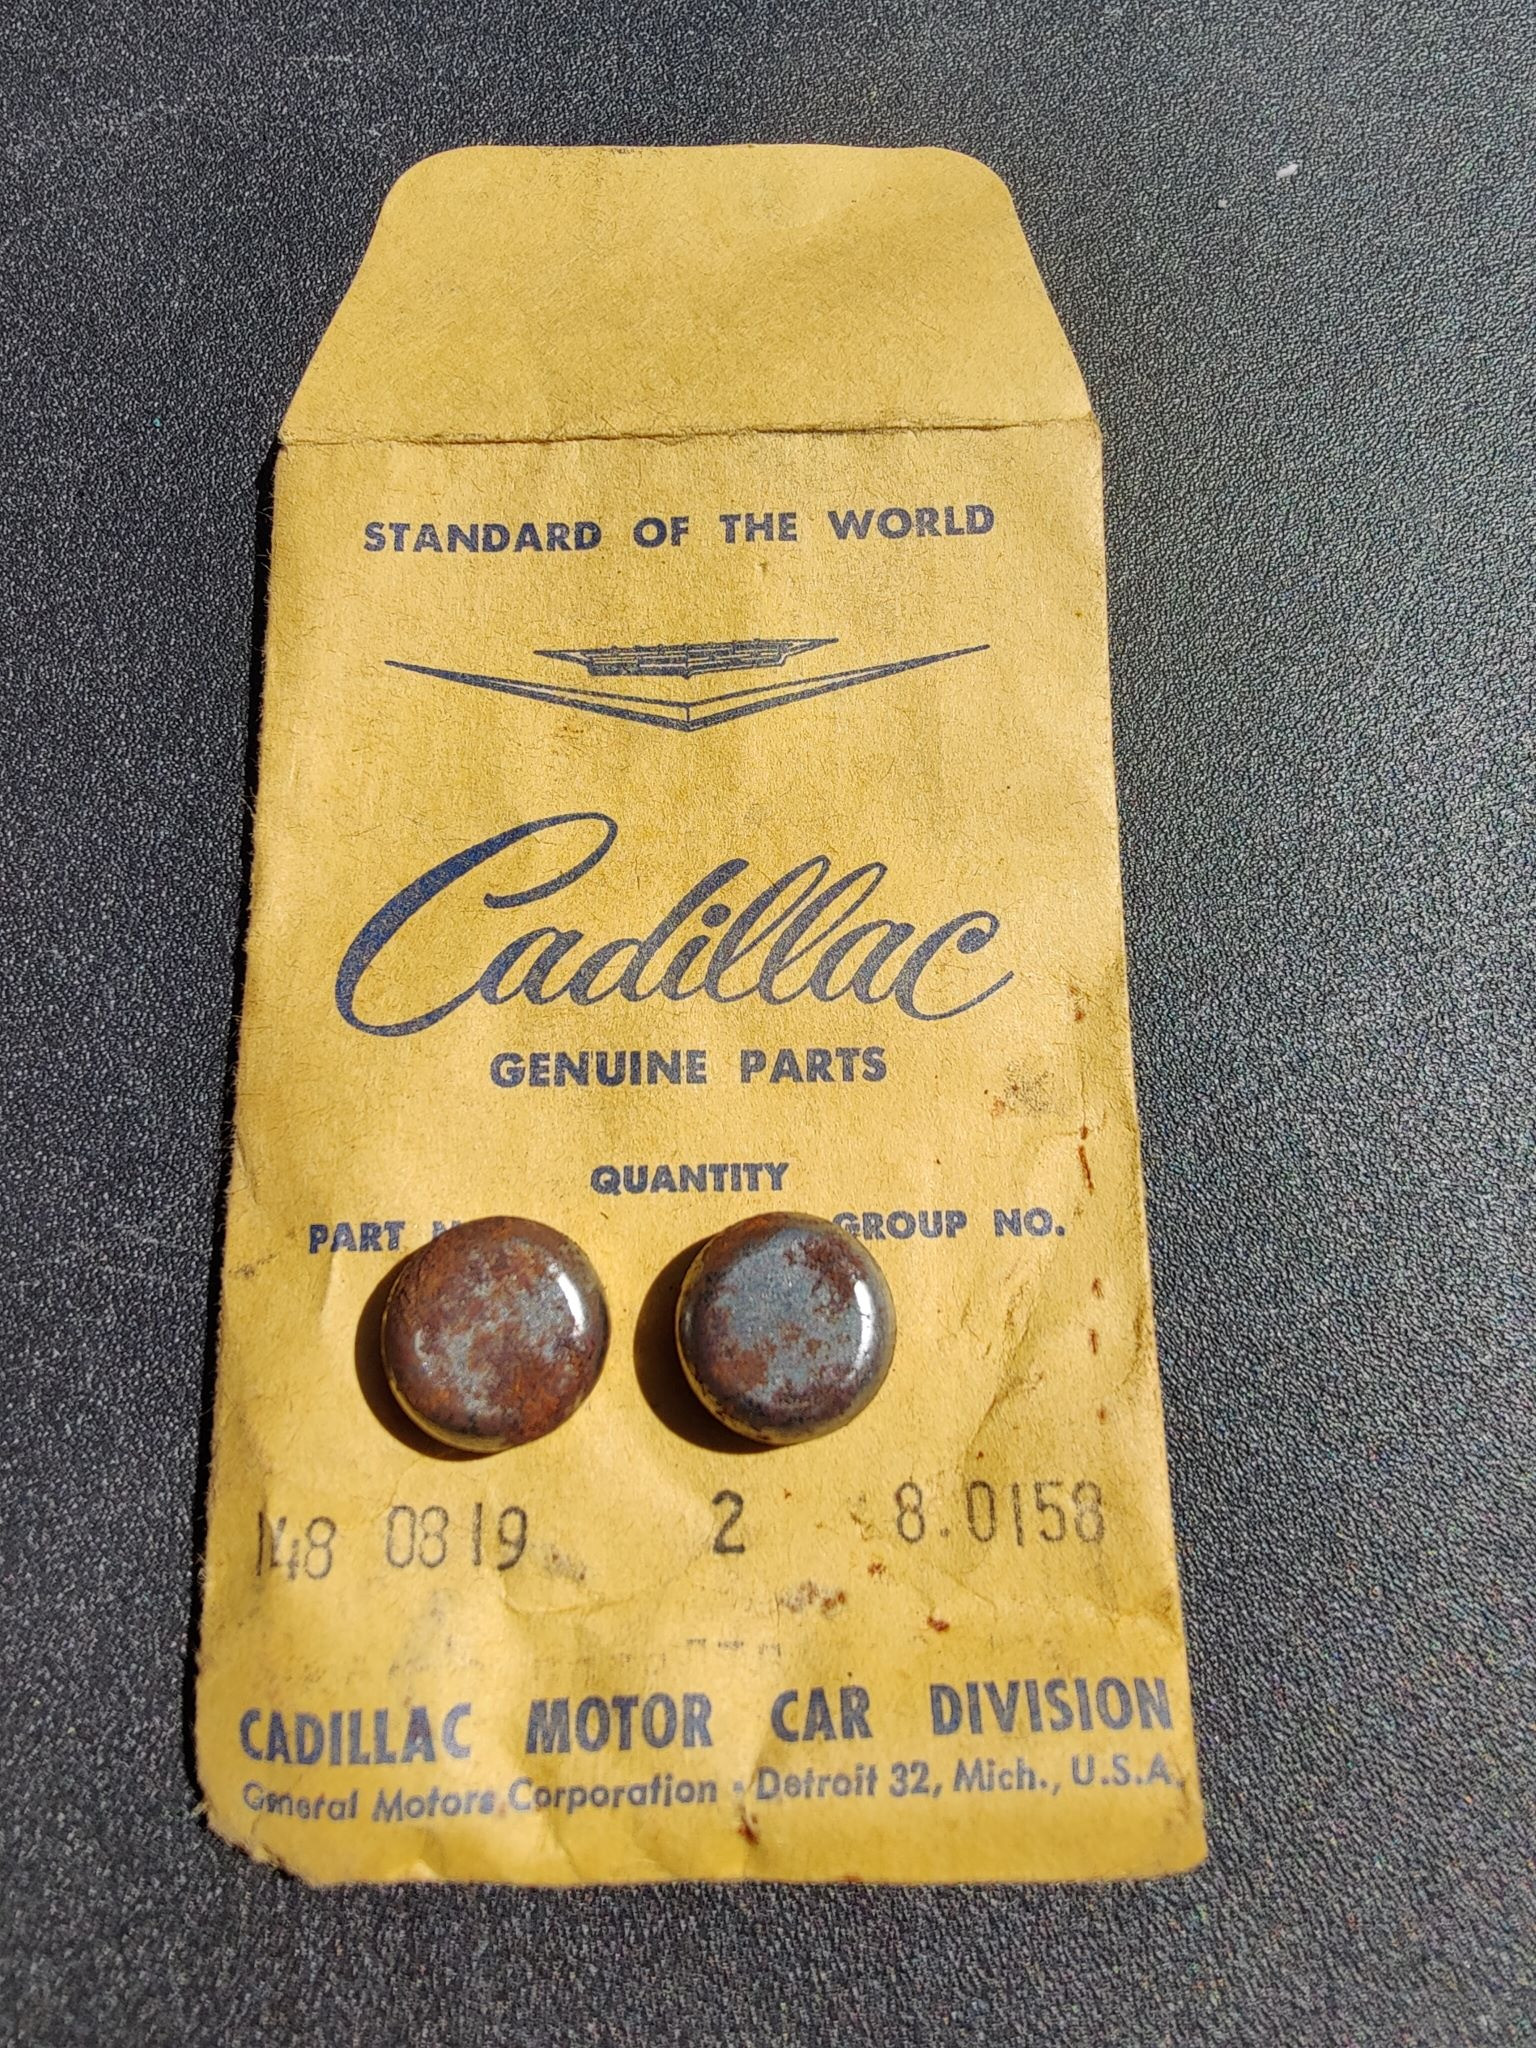 STANDARD OF THE WORLD
Cadillac
GENUINE PARTS
QUANTITY
PART GROUP NO.
148 0819 2 8.0158
CADILLAC MOTOR CAR DIVISION
General Motors Corporation • Detroit 32, Mich., U.S.A.